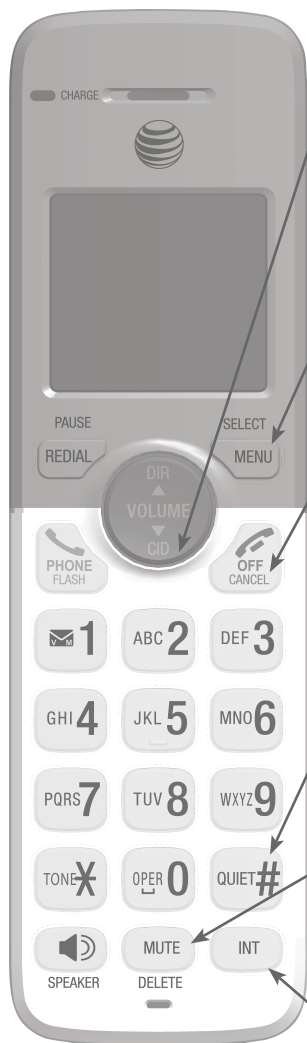 CHARGE
PAUSE SELECT
REDIAL MENU
DIR
VOLUME
CID
PHONE OFF
FLASH CANCEL
V M 1 ABC 2 DEF 3
GHI 4 JKL 5 MNO 6
PQRS 7 TUV 8 WXYZ 9
TONE * OPER 0 QUIET #
MUTE INT
SPEAKER DELETE